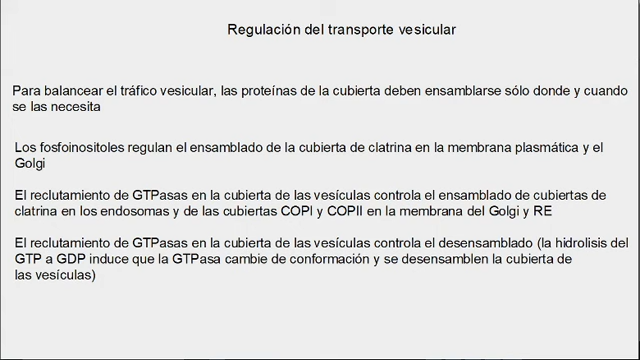 Regulación del transporte vesicular
Para balancear el tráfico vesicular, las proteínas de la cubierta deben ensamblarse sólo donde y cuando
se las necesita
Los fosfoinositoles regulan el ensamblado de la cubierta de clatrina en la membrana plasmática y el
Golgi
El reclutamiento de GTPasas en la cubierta de las vesículas controla el ensamblado de cubiertas de
clatrina en los endosomas y de las cubiertas COPI y COPII en la membrana del Golgi y RE
El reclutamiento de GTPasas en la cubierta de las vesículas controla el desensamblado (la hidrolisis del
GTP a GDP induce que la GTPasa cambie de conformación y se desensamblen la cubierta de
las vesículas)